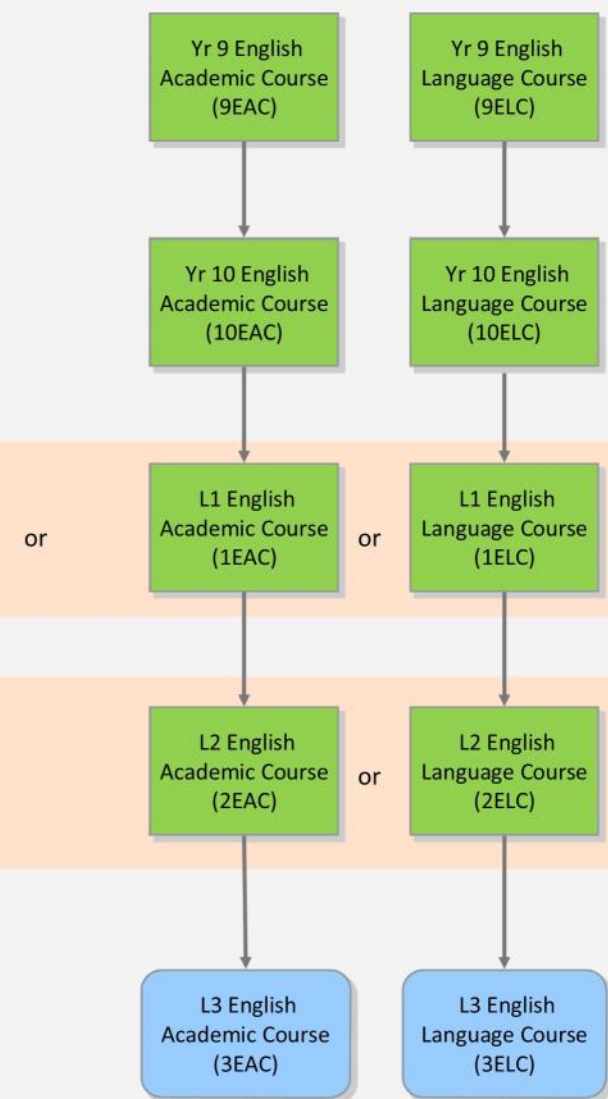 Yr 9 English
Academic Course
(9EAC)
Yr 9 English
Language Course
(9ELC)
Yr 10 English
Academic Course
(10EAC)
Yr 10 English
Language Course
(10ELC)
or
L1 English
Academic Course
(1EAC)
or
L1 English
Language Course
(1ELC)
L2 English
Academic Course
(2EAC)
or
L2 English
Language Course
(2ELC)
L3 English
Academic Course
(3EAC)
L3 English
Language Course
(3ELC)